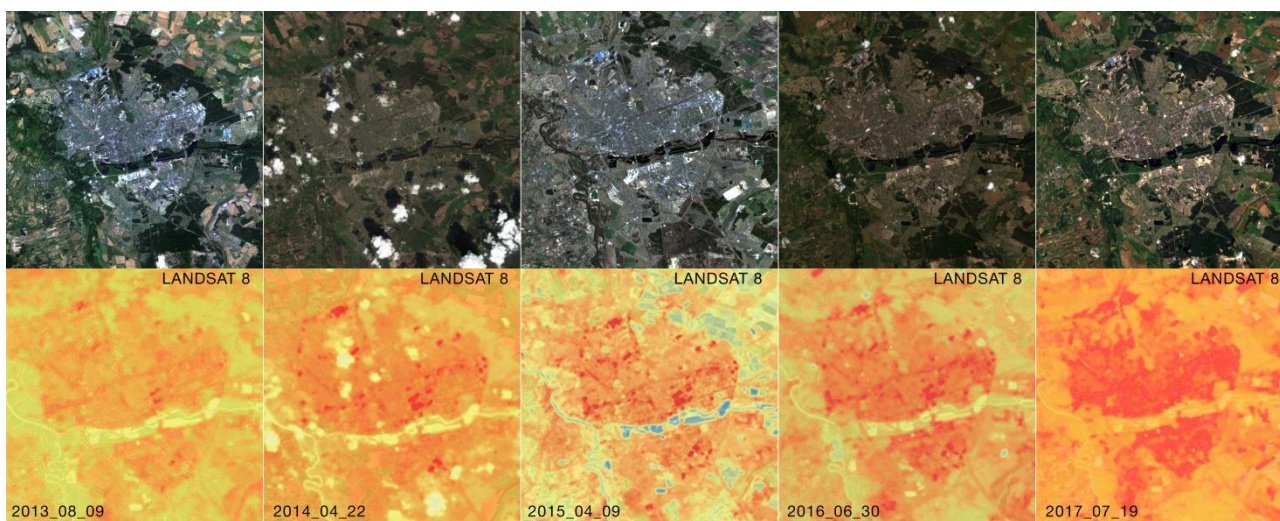 LANDSAT 8
LANDSAT 8
LANDSAT 8
LANDSAT 8
LANDSAT 8
2013_08_09
2014_04_22
2015_04_09
2016_06_30
2017_07_19